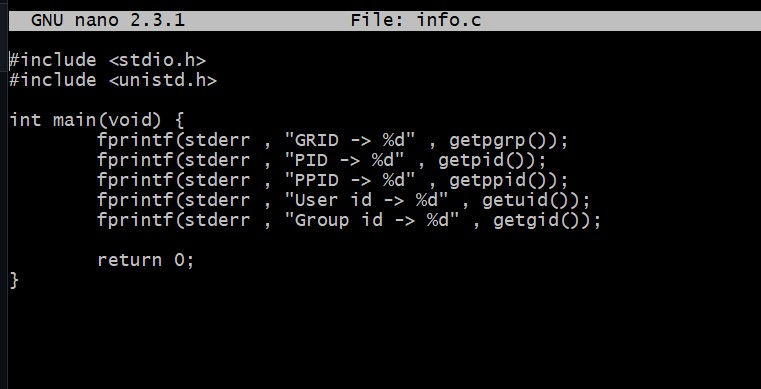 GNU nano 2.3.1 File: info.c
#include <stdio.h>
#include <unistd.h>
int main(void) {
fprintf(stderr , "GRID -> %d" , getpgrp());
fprintf(stderr , "PID -> %d" , getpid());
fprintf(stderr , "PPID -> %d" , getppid());
fprintf(stderr , "User id -> %d" , getuid());
fprintf(stderr , "Group id -> %d" , getgid());
return 0;
}